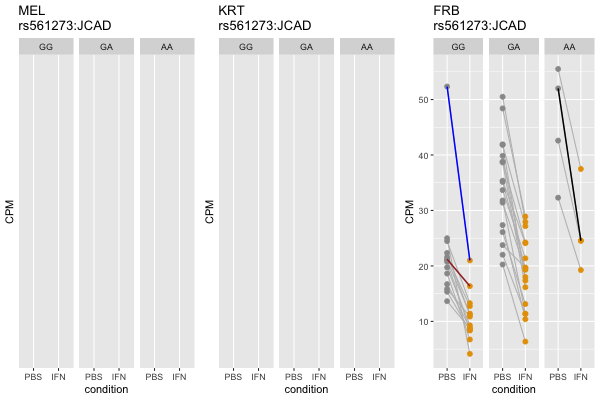 MEL
rs561273:JCAD
GG GA AA
CPM
PBS IFN PBS IFN PBS IFN
condition
KRT
rs561273:JCAD
GG GA AA
CPM
PBS IFN PBS IFN PBS IFN
condition
FRB
rs561273:JCAD
GG GA AA
CPM
50
40
30
20
10
PBS IFN PBS IFN PBS IFN
condition